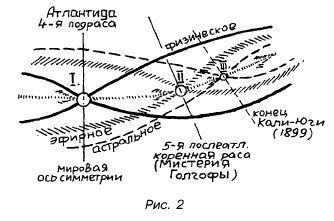 Атлантида
4-я подраса
физическое
I.
II
III
эфирное
астральное
конец
Кали-Юги
(1899)
мировая
ось симметрии
5-я послеатл.
коренная раса
(Мистерия
Голгофы)
Рис. 2